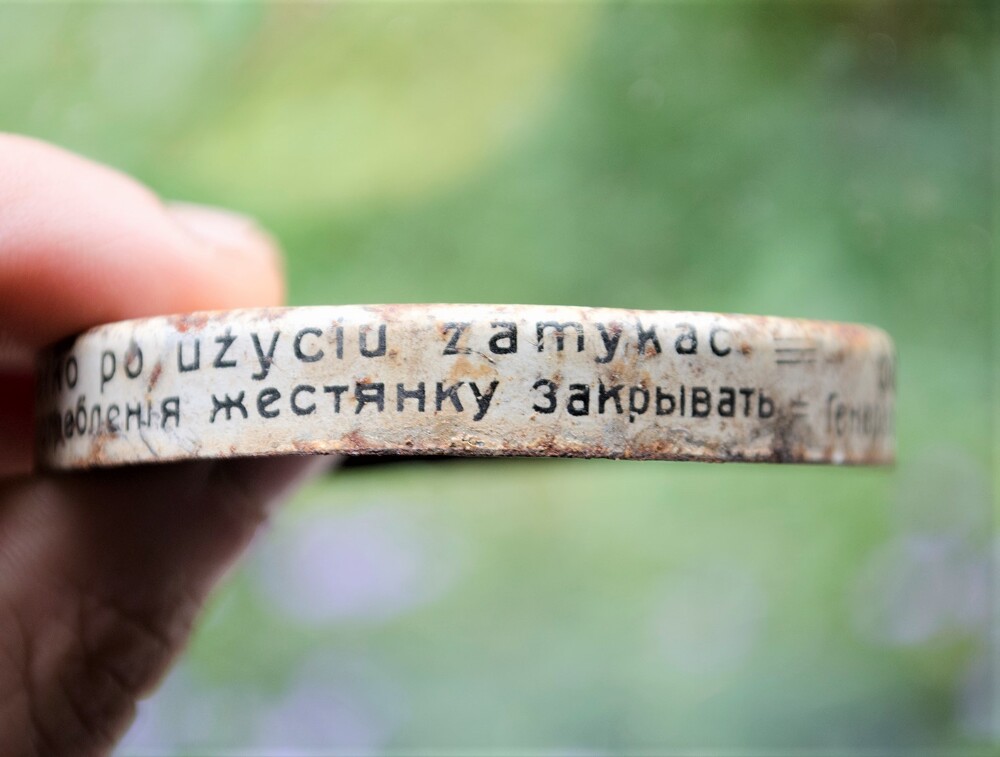 po użyciu zamykać =
жестянку закрывать =